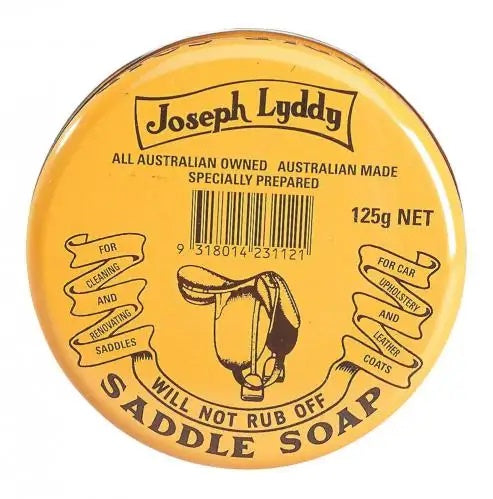 Joseph Lyddy
ALL AUSTRALIAN OWNED AUSTRALIAN MADE
SPECIALLY PREPARED
125g NET
9 318014 231121
FOR
CLEANING
AND
RENOVATING
SADDLES
FOR CAR
UPHOLSTERY
AND
LEATHER
COATS
WILL NOT RUB OFF
SADDLE SOAP